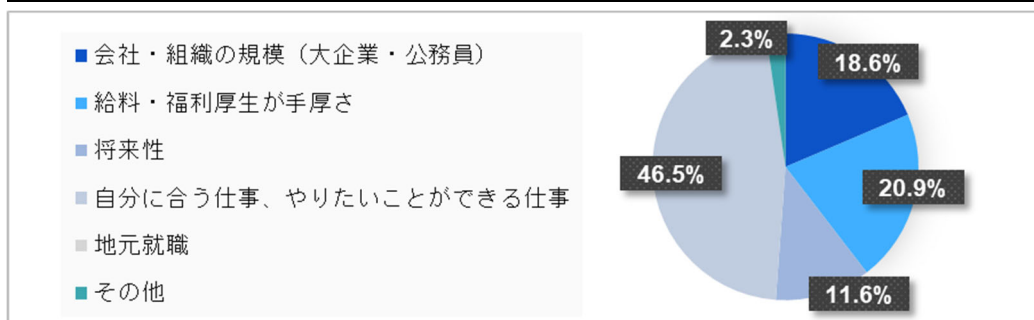 会社・組織の規模（大企業・公務員）
給料・福利厚生が手厚さ
将来性
自分に合う仕事、やりたいことができる仕事
地元就職
その他
2.3%
18.6%
46.5%
20.9%
11.6%